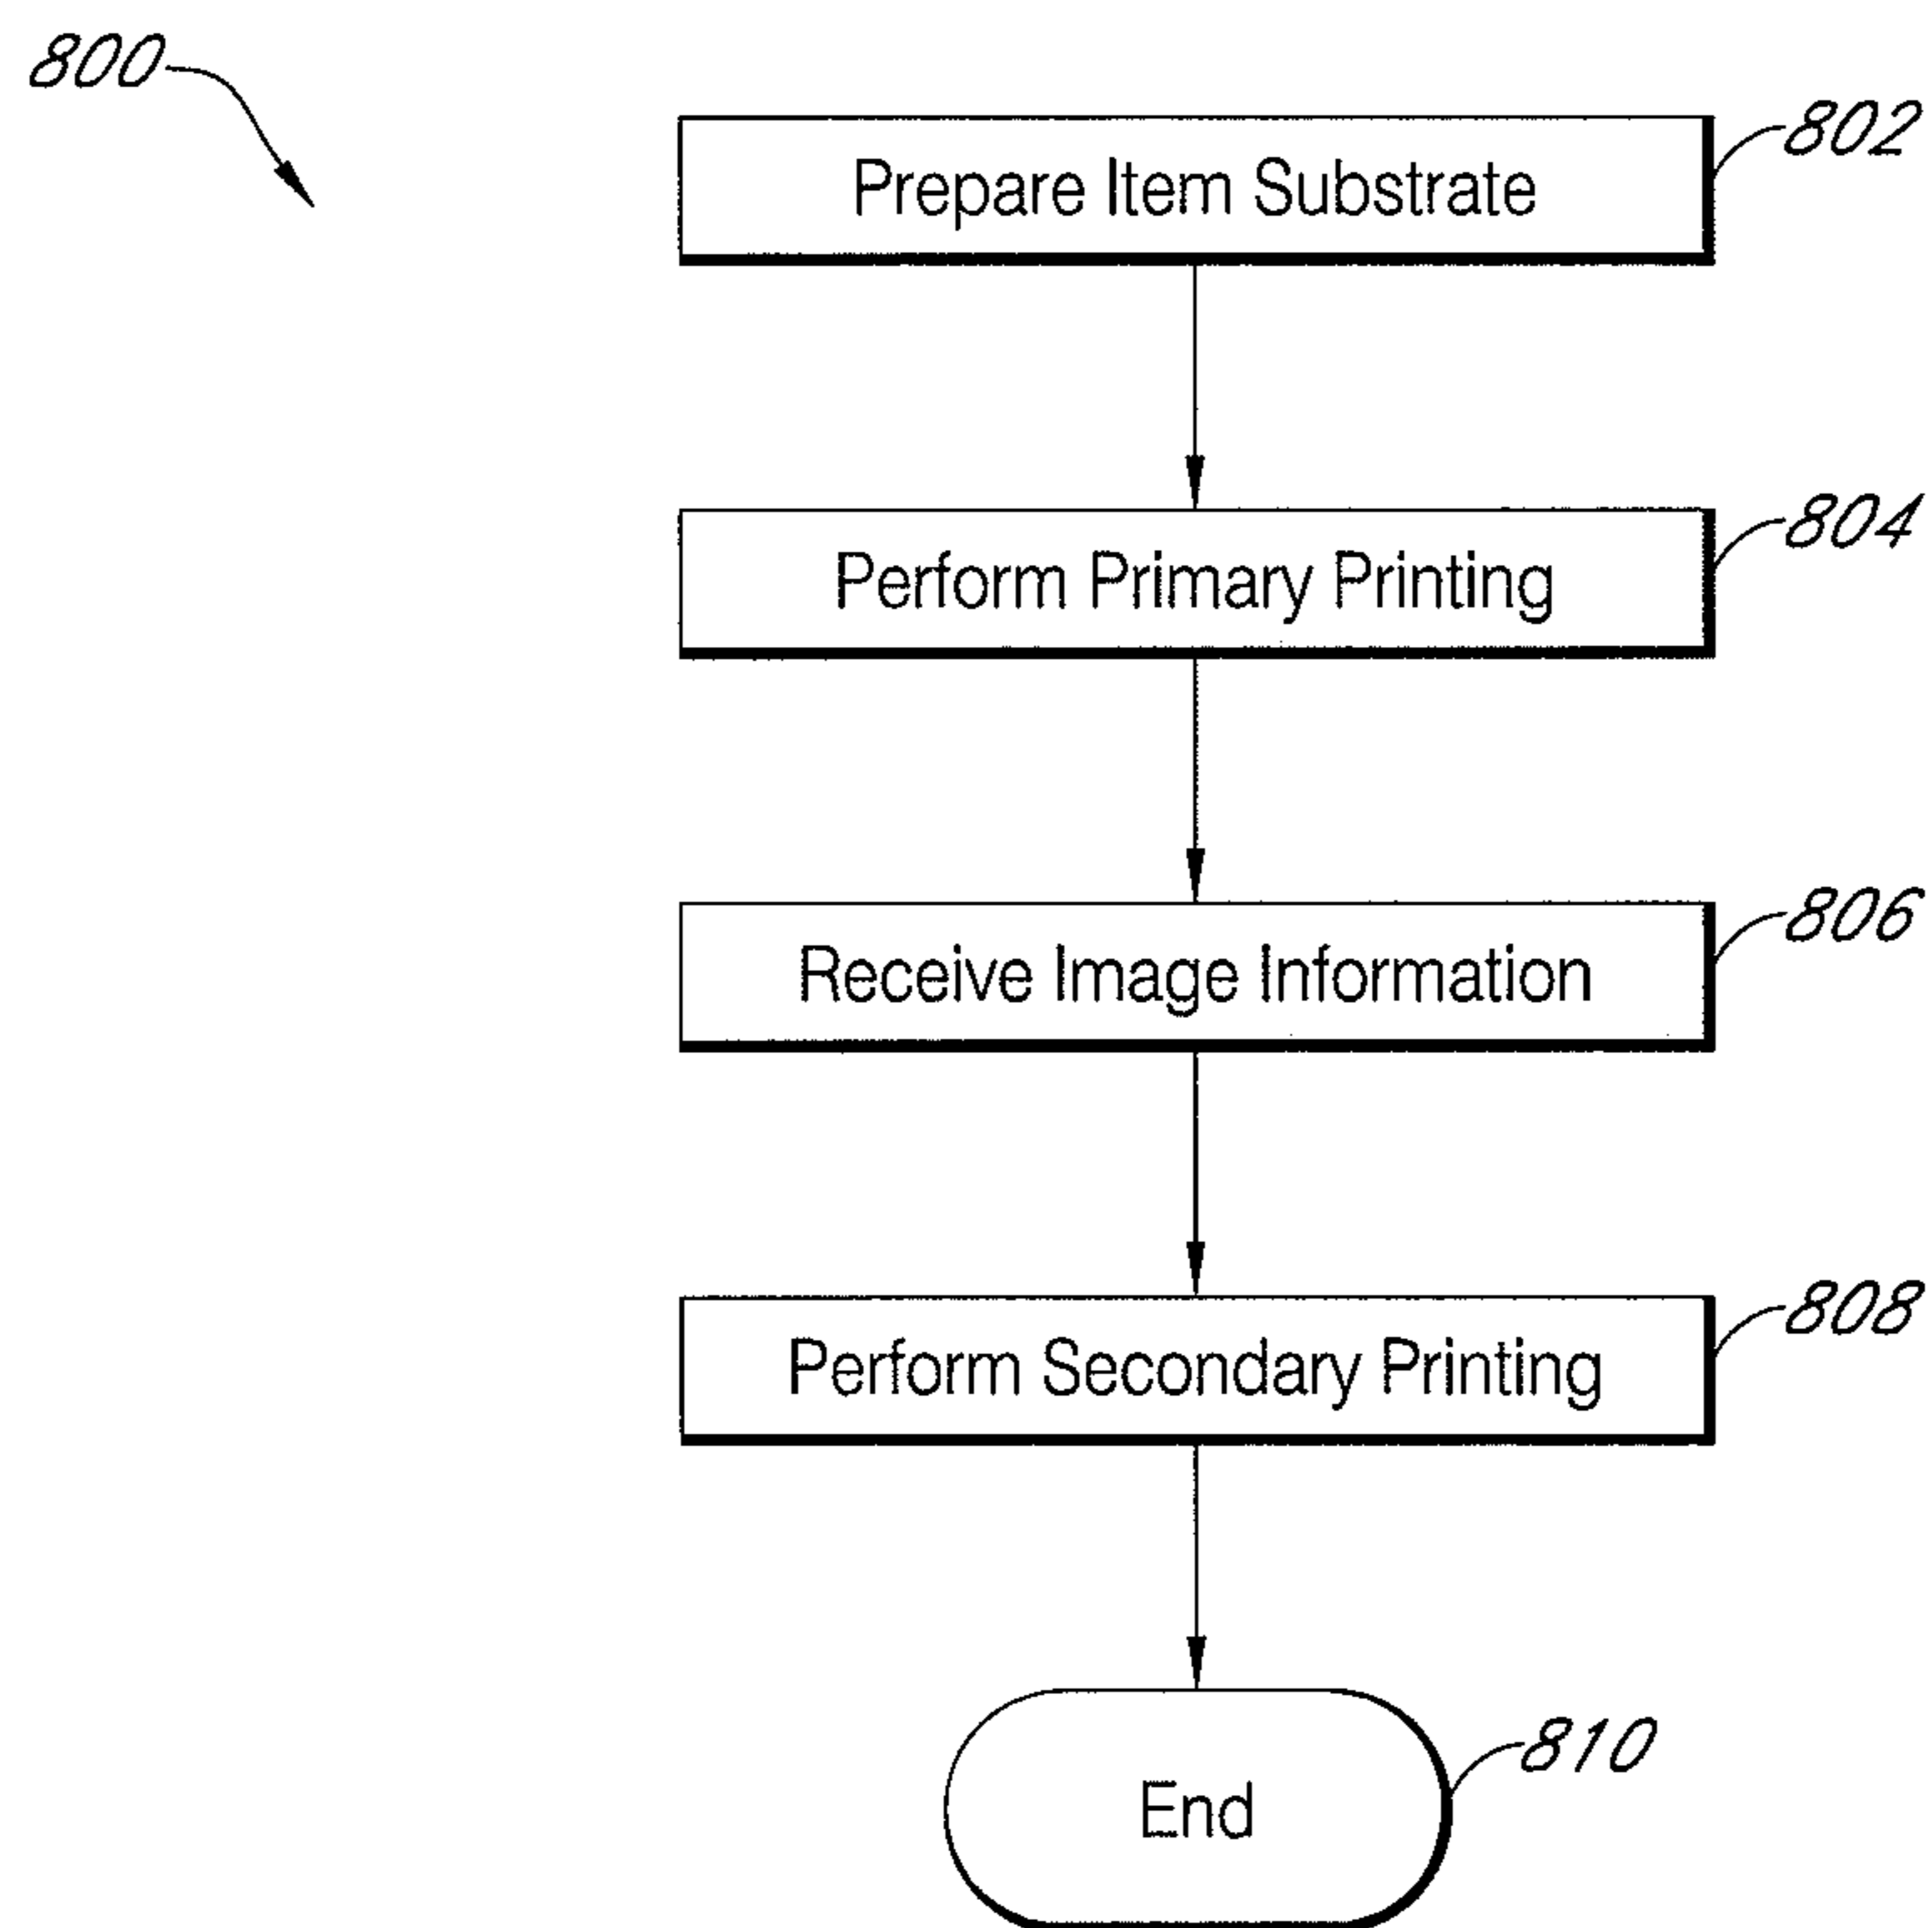 800
802
Prepare Item Substrate
804
Perform Primary Printing
806
Receive Image Information
808
Perform Secondary Printing
810
End